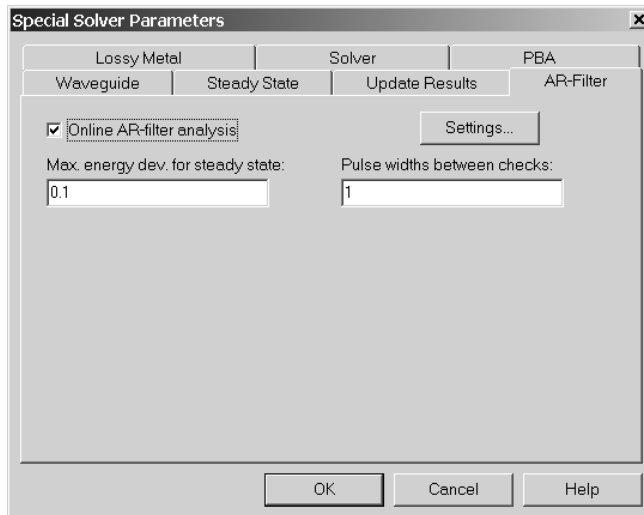 Special Solver Parameters
Lossy Metal Solver PBA
Waveguide Steady State Update Results AR-Filter
Online AR-filter analysis Settings...
Max. energy dev. for steady state: Pulse widths between checks:
0.1 1
OK Cancel Help